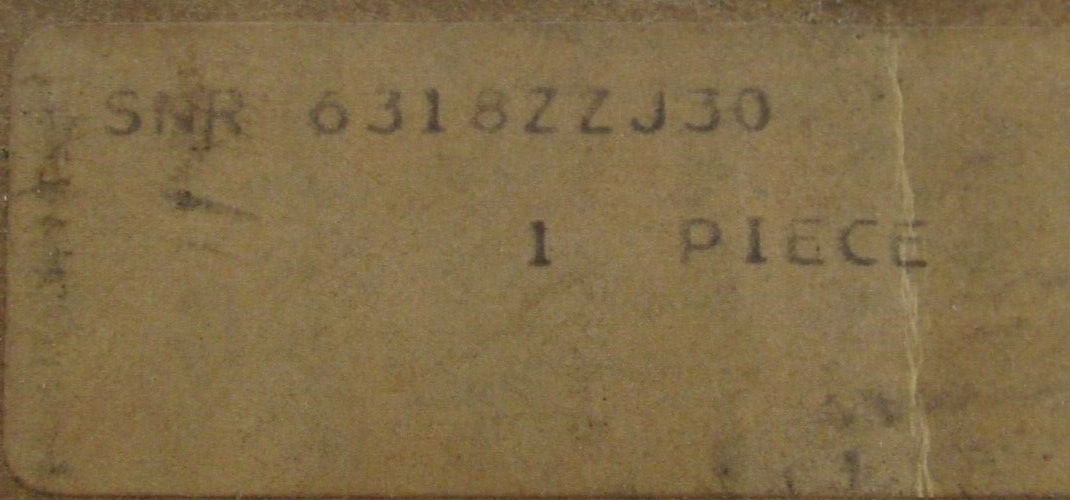 SNR 6318ZZJ30
1 PIECE